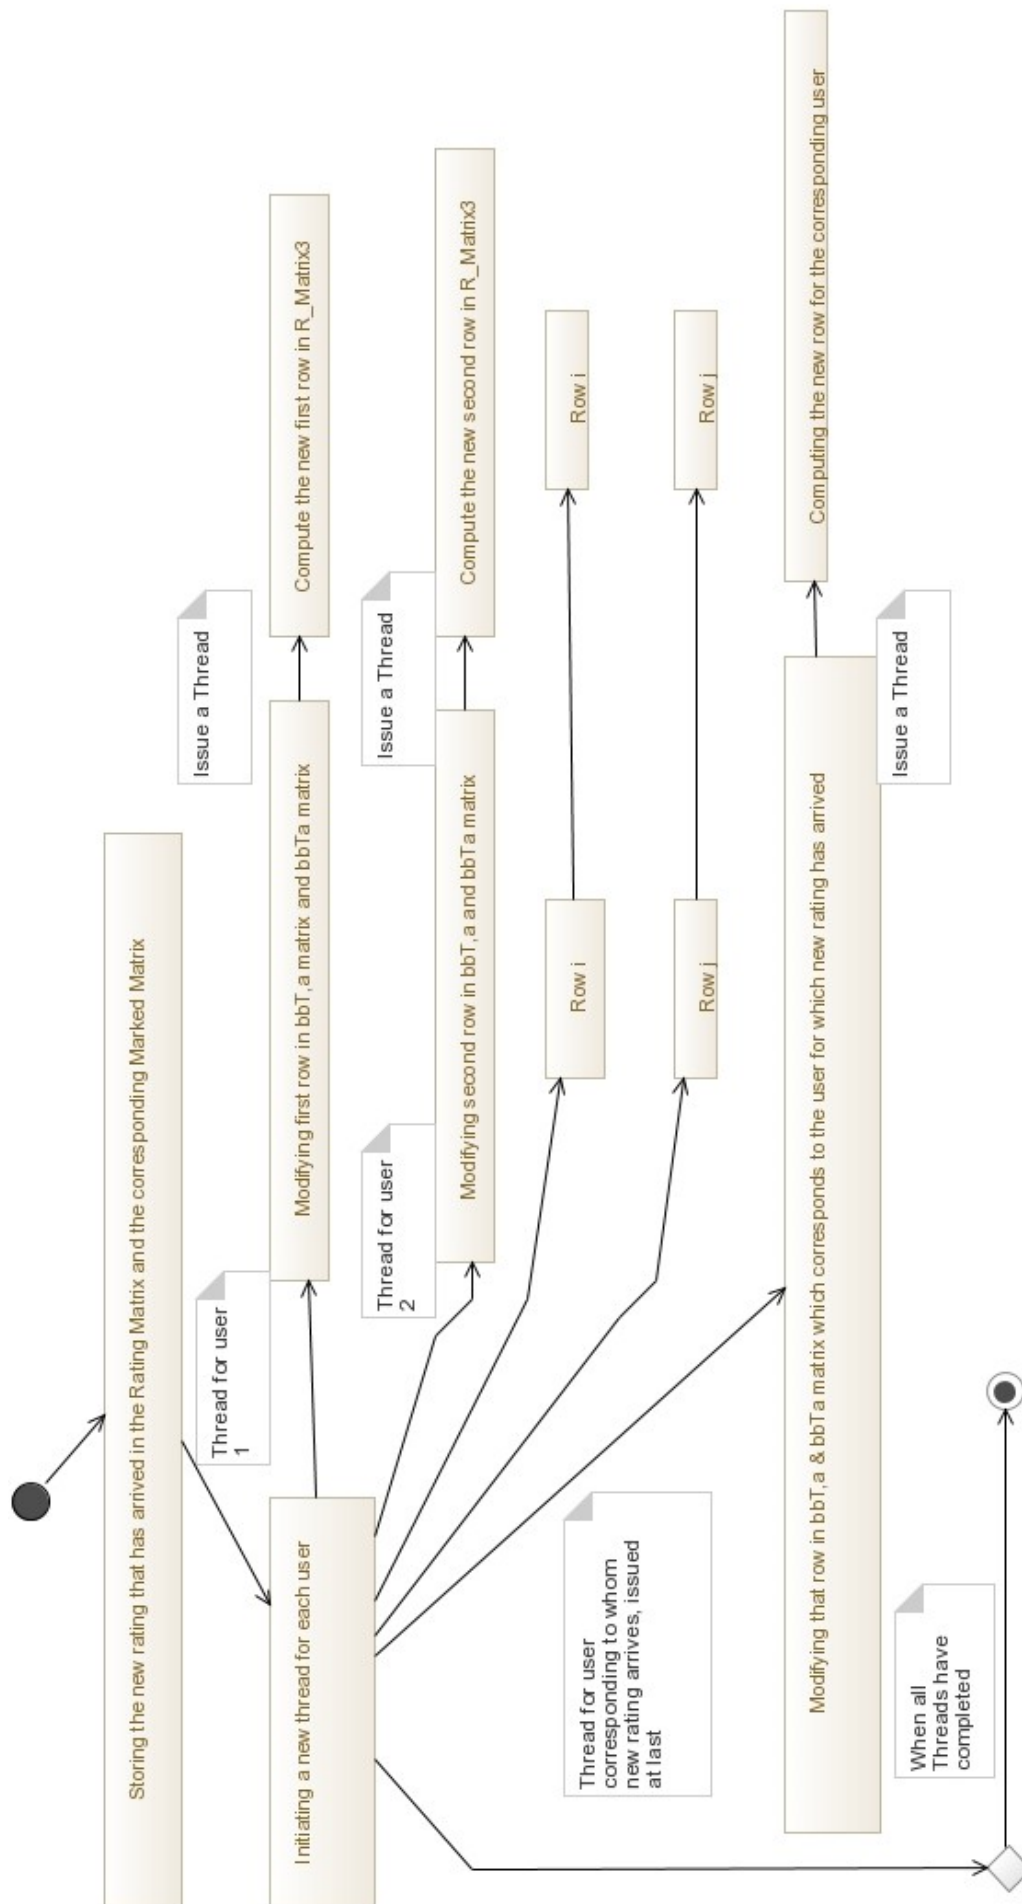 Storing the new rating that has arrived in the Rating Matrix and the corresponding Marked Matrix
Initiating a new thread for each user
Thread for user
1
Modifying first row in bbT,a matrix and bbTa matrix
Issue a Thread
Compute the new first row in R_Matrix3
Thread for user
2
Modifying second row in bbT,a and bbTa matrix
Issue a Thread
Compute the new second row in R_Matrix3
Row i
Row i
Row j
Row j
Thread for user
corresponding to whom
new rating arrives, issued
at last
Modifying that row in bbT,a & bbTa matrix which corresponds to the user for which new rating has arrived
Issue a Thread
Computing the new row for the corresponding user
When all
Threads have
completed